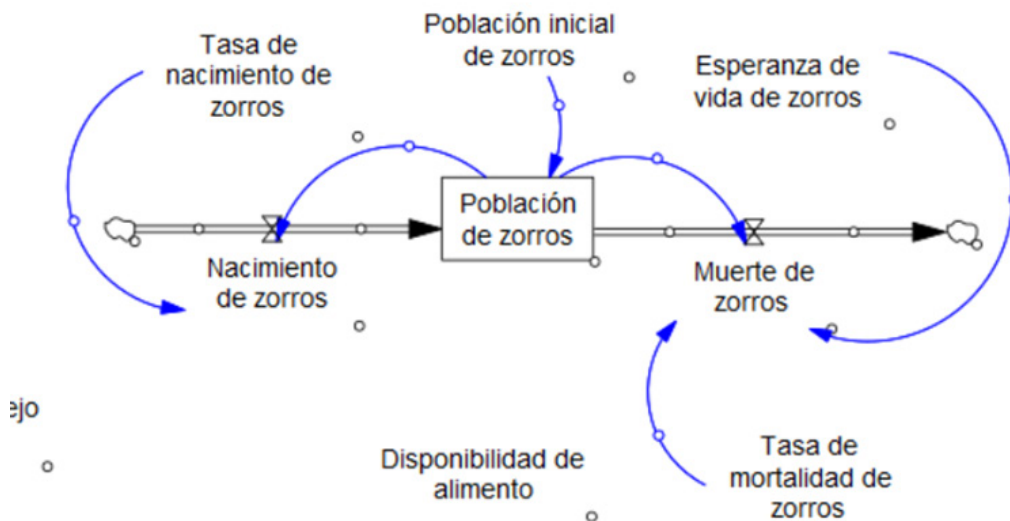 Tasa de
nacimiento de
zorros
Población inicial
de zorros
Esperanza de
vida de zorros
Población
de zorros
Nacimiento
de zorros
Muerte de
zorros
ejo
Disponibilidad de
alimento
Tasa de
mortalidad de
zorros